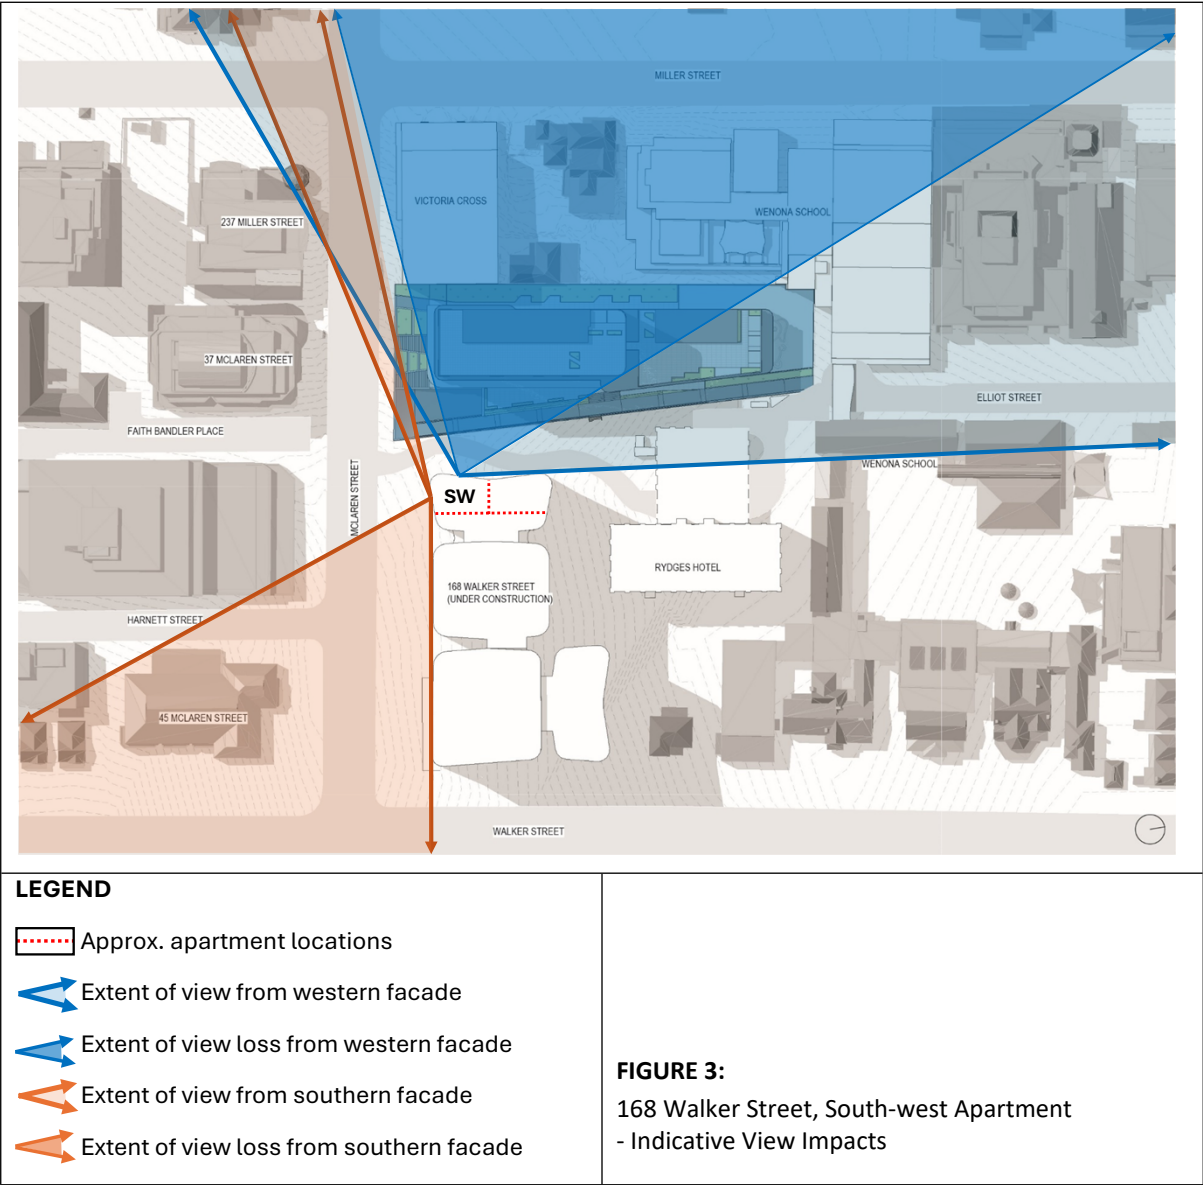 MILLER STREET
VICTORIA CROSS
WENONA SCHOOL
237 MILLER STREET
37 MCLAREN STREET
ELLIOT STREET
FAITH BANDLER PLACE
WENONA SCHOOL
MCLAREN STREET
SW
RYDGES HOTEL
168 WALKER STREET
(UNDER CONSTRUCTION)
HARNETT STREET
45 MCLAREN STREET
WALKER STREET
LEGEND
Approx. apartment locations
Extent of view from western facade
Extent of view loss from western facade
Extent of view from southern facade
Extent of view loss from southern facade
FIGURE 3:
168 Walker Street, South-west Apartment
- Indicative View Impacts